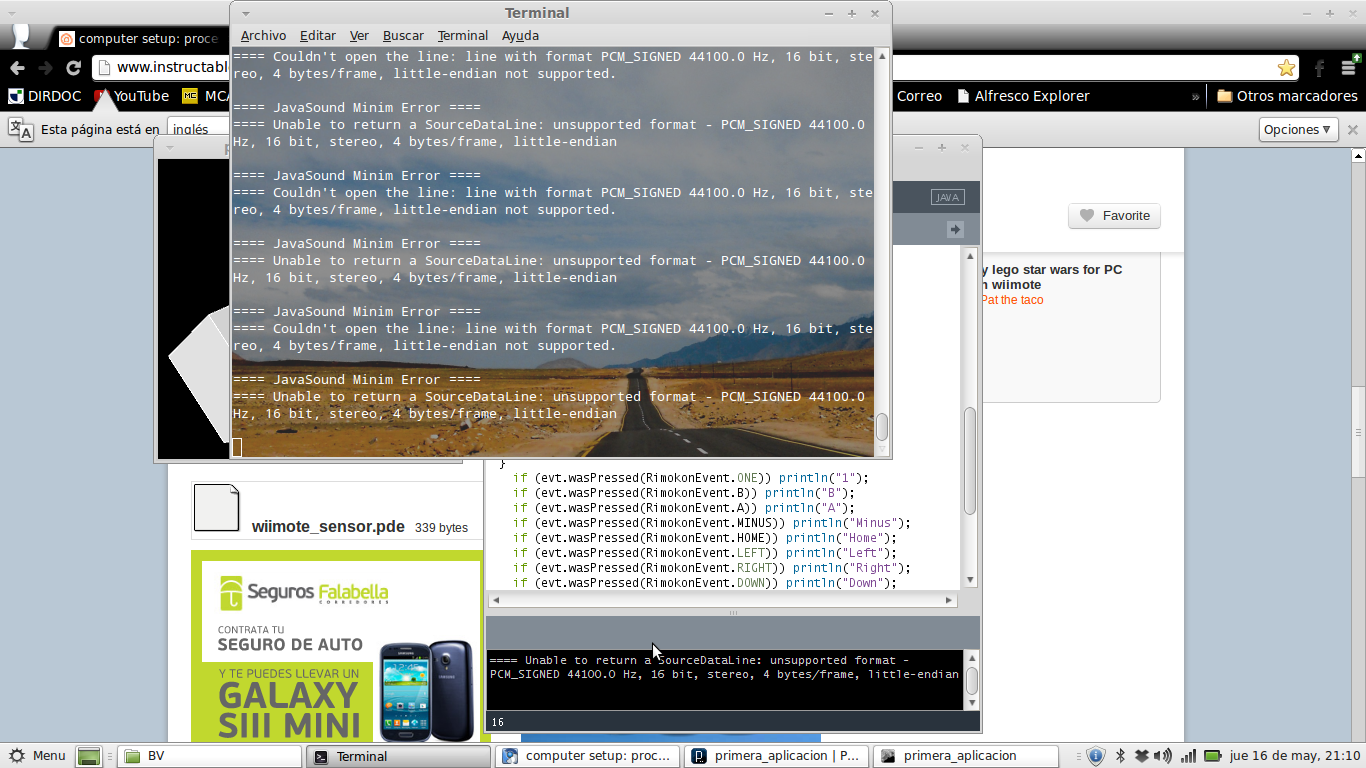 Terminal
Archivo Editar Ver Buscar Terminal Ayuda
==== Couldn't open the line: line with format PCM_SIGNED 44100.0 Hz, 16 bit, ste
reo, 4 bytes/frame, little-endian not supported.
==== JavaSound Minim Error ====
==== Unable to return a SourceDataLine: unsupported format - PCM_SIGNED 44100.0
Hz, 16 bit, stereo, 4 bytes/frame, little-endian
==== JavaSound Minim Error ====
==== Couldn't open the line: line with format PCM_SIGNED 44100.0 Hz, 16 bit, ste
reo, 4 bytes/frame, little-endian not supported.
==== JavaSound Minim Error ====
==== Unable to return a SourceDataLine: unsupported format - PCM_SIGNED 44100.0
Hz, 16 bit, stereo, 4 bytes/frame, little-endian
==== JavaSound Minim Error ====
==== Couldn't open the line: line with format PCM_SIGNED 44100.0 Hz, 16 bit, ste
reo, 4 bytes/frame, little-endian not supported.
==== JavaSound Minim Error ====
==== Unable to return a SourceDataLine: unsupported format - PCM_SIGNED 44100.0
Hz, 16 bit, stereo, 4 bytes/frame, little-endian
computer setup: proce
www.instructabl
DIRDOC YouTube MCA
Correo Alfresco Explorer » Otros marcadores
Esta página está en inglés
Opciones
JAVA
Favorite
y lego star wars for PC
n wiimote
Pat the taco
}
if (evt.wasPressed(RimokonEvent.ONE)) println("1");
if (evt.wasPressed(RimokonEvent.B)) println("B");
if (evt.wasPressed(RimokonEvent.A)) println("A");
if (evt.wasPressed(RimokonEvent.MINUS)) println("Minus");
if (evt.wasPressed(RimokonEvent.HOME)) println("Home");
if (evt.wasPressed(RimokonEvent.LEFT)) println("Left");
if (evt.wasPressed(RimokonEvent.RIGHT)) println("Right");
if (evt.wasPressed(RimokonEvent.DOWN)) println("Down");
==== Unable to return a SourceDataLine: unsupported format -
PCM_SIGNED 44100.0 Hz, 16 bit, stereo, 4 bytes/frame, little-endian
16
wiimote_sensor.pde 339 bytes
Seguros Falabella
CORREDORES
CONTRATA TU
SEGURO DE AUTO
Y TE PUEDES LLEVAR UN
GALAXY
SIII MINI
12:45
Menu BV Terminal computer setup: proc... primera_aplicacion | P... primera_aplicacion jue 16 de may, 21:10